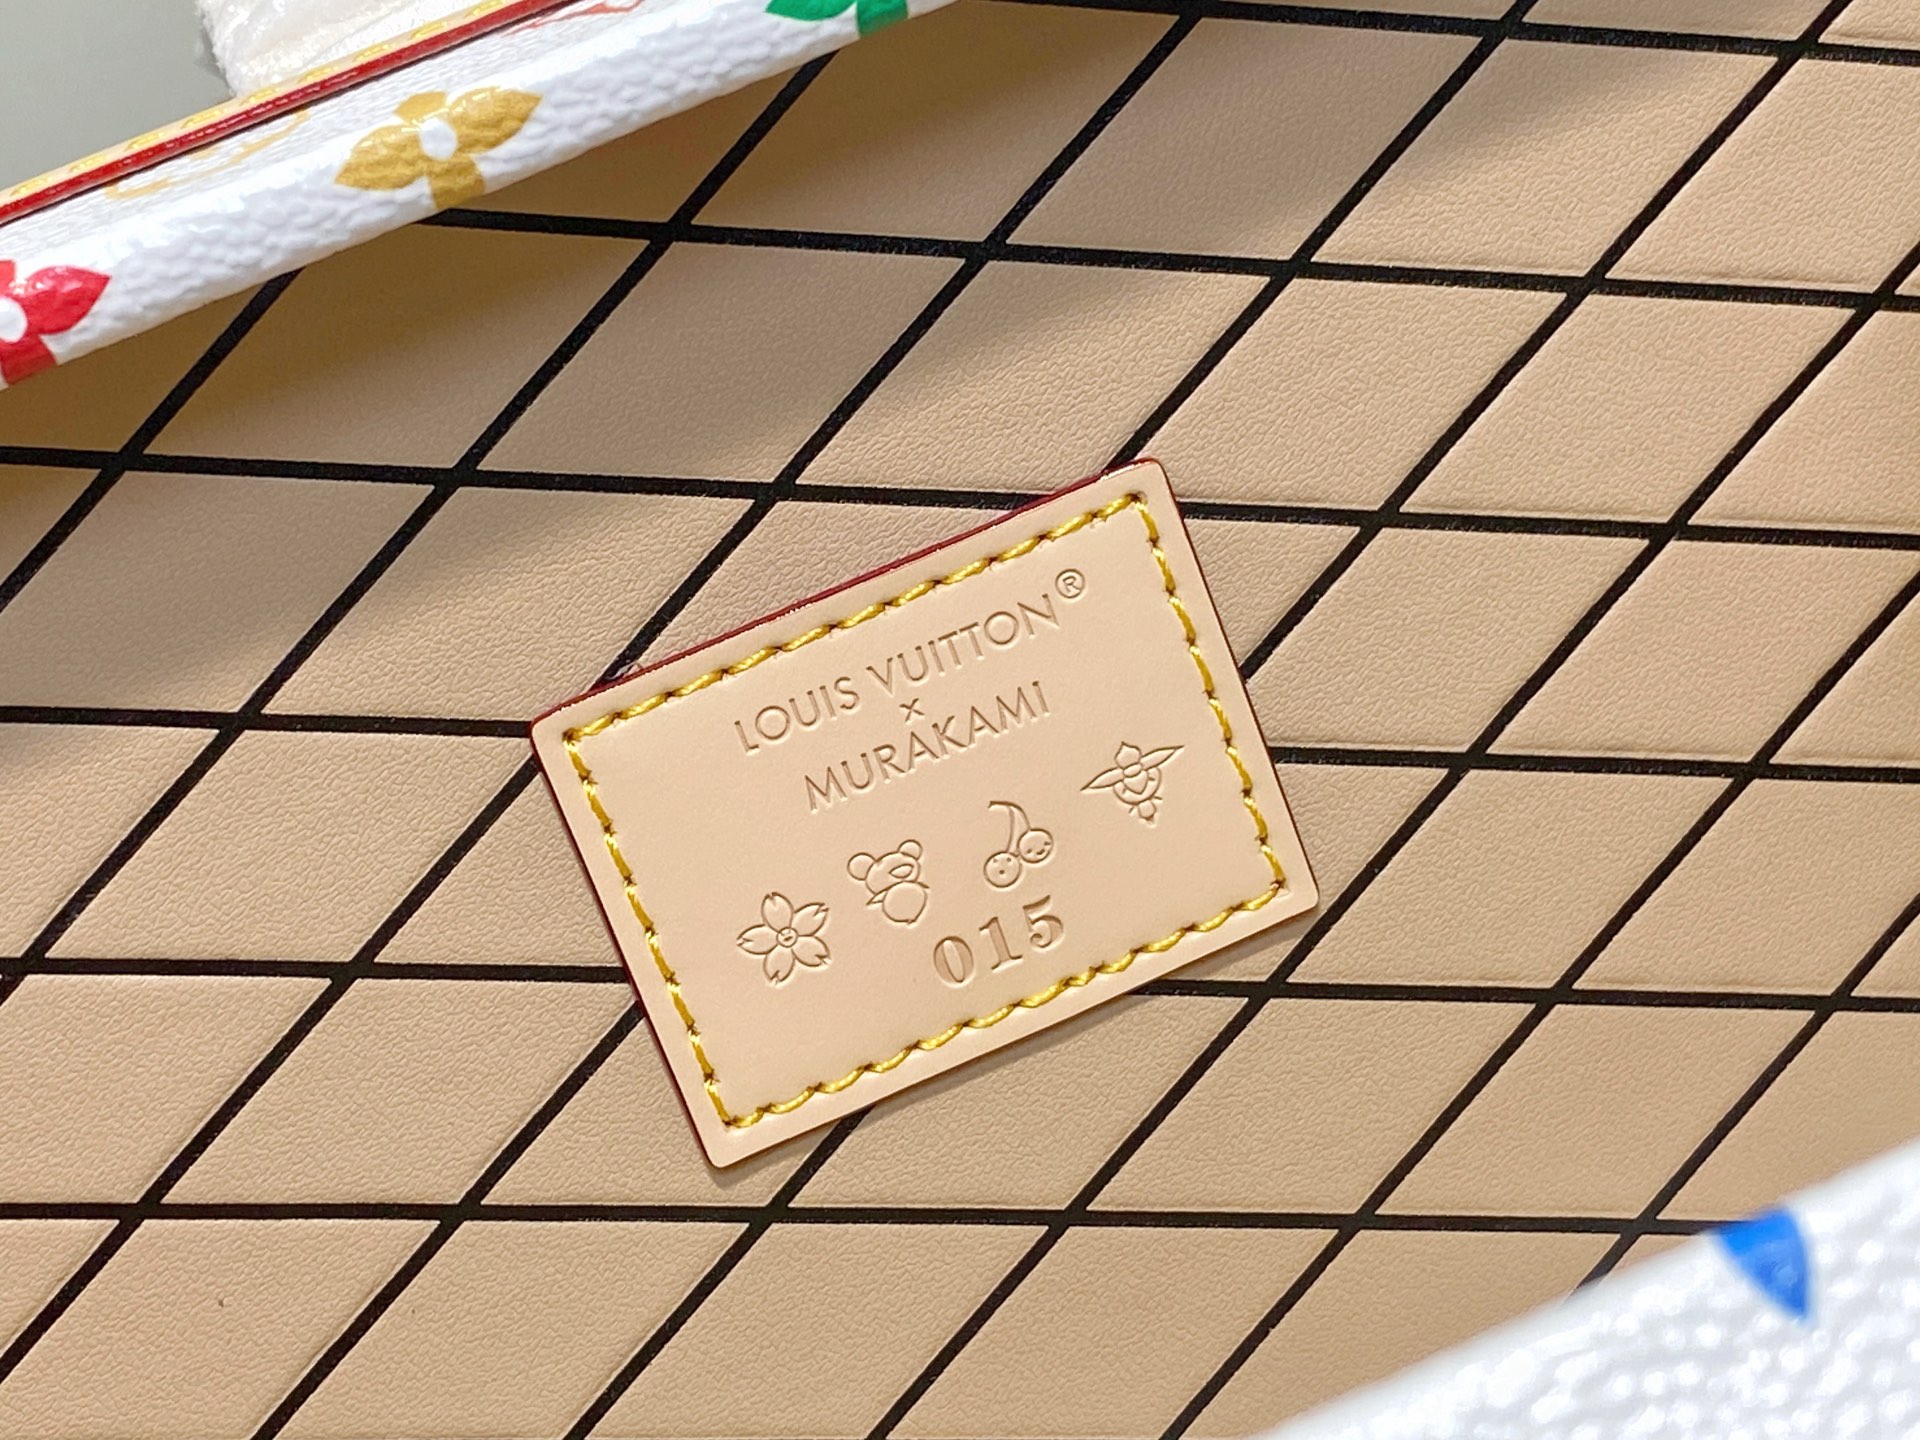 LOUIS VUITTON®
×
MURAKAMI
015